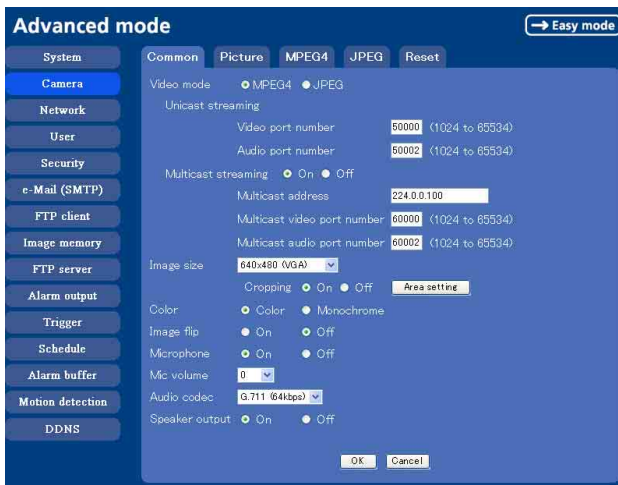 Advanced mode
→ Easy mode
System
Camera
Network
User
Security
e-Mail (SMTP)
FTP client
Image memory
FTP server
Alarm output
Trigger
Schedule
Alarm buffer
Motion detection
DDNS
Common Picture MPEG4 JPEG Reset
Video mode MPEG4 JPEG
Unicast streaming
Video port number 50000 (1024 to 65534)
Audio port number 50002 (1024 to 65534)
Multicast streaming On Off
Multicast address 224.0.0.100
Multicast video port number 60000 (1024 to 65534)
Multicast audio port number 60002 (1024 to 65534)
Image size 640x480 (VGA)
Cropping On Off Area setting
Color Color Monochrome
Image flip On Off
Microphone On Off
Mic volume 0
Audio codec G.711 (64kbps)
Speaker output On Off
OK Cancel